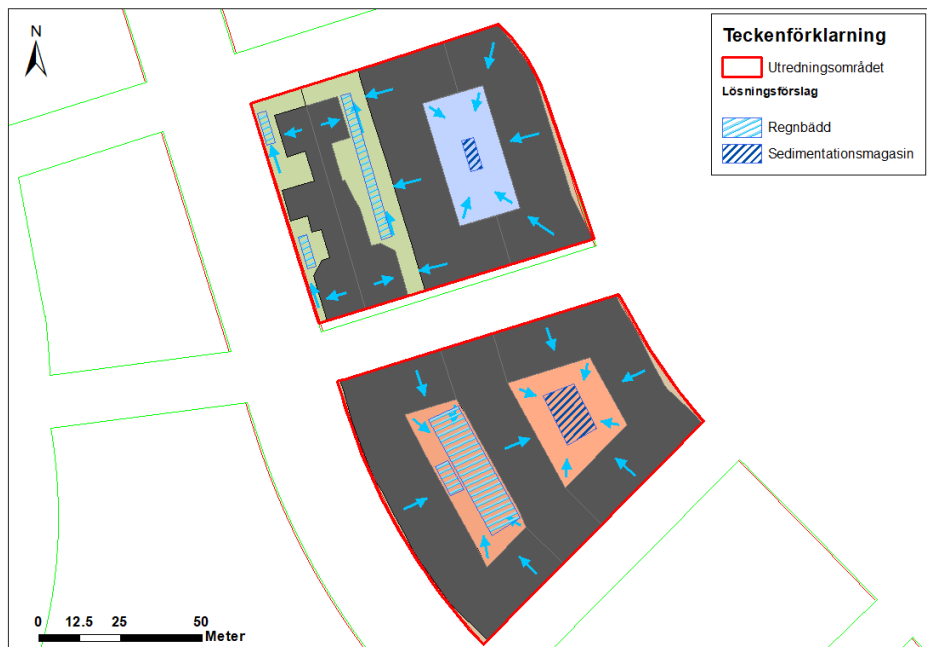 N
Teckenförklarning
Utredningsområdet
Lösningsförslag
Regnbädd
Sedimentationsmagasin
0 12.5 25 50
Meter